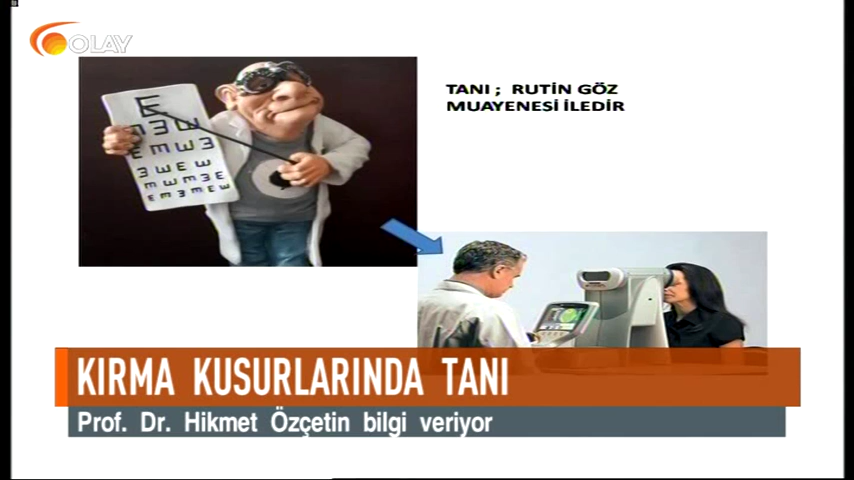 OLAY
TANI ; RUTİN GÖZ
MUAYENESİ İLEDİR
KIRMA KUSURLARINDA TANI
Prof. Dr. Hikmet Özçetin bilgi veriyor